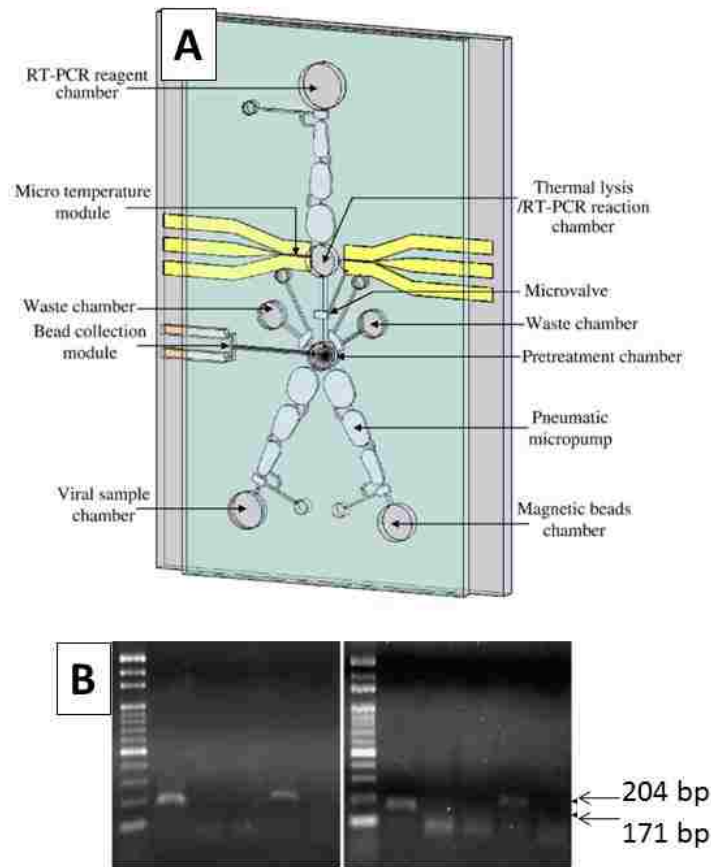 A
RT-PCR reagent
chamber
Micro temperature
module
Thermal lysis
/RT-PCR reaction
chamber
Waste chamber
Microvalve
Bead collection
module
Waste chamber
Pretreatment chamber
Pneumatic
micropump
Viral sample
chamber
Magnetic beads
chamber
B
204 bp
171 bp